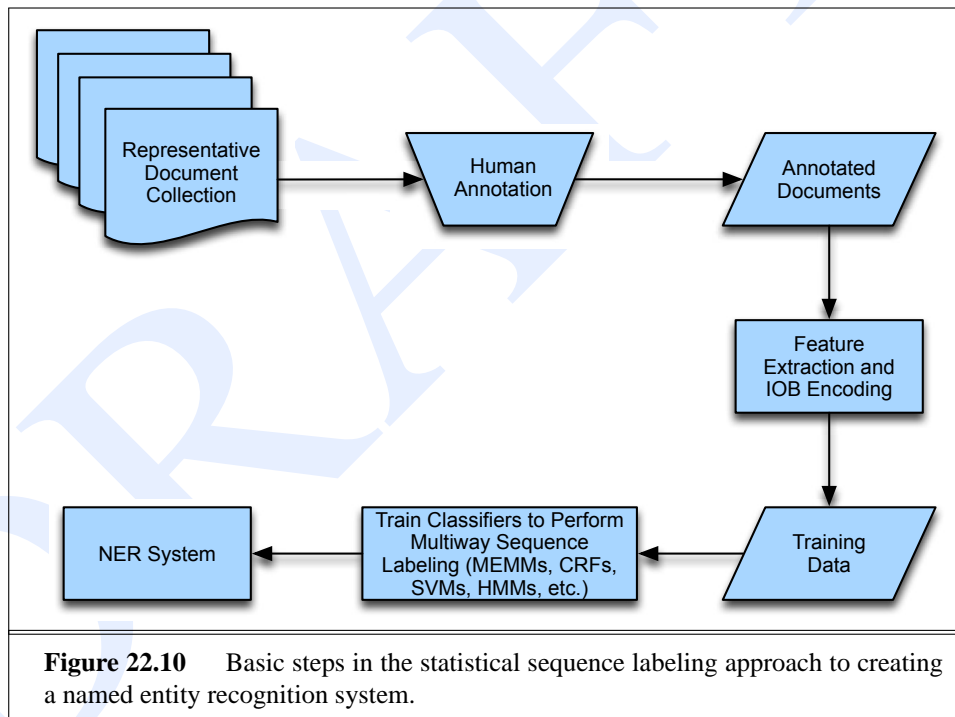 Representative
Document
Collection
Human
Annotation
Annotated
Documents
Feature
Extraction and
IOB Encoding
NER System
Train Classifiers to Perform
Multiway Sequence
Labeling (MEMMs, CRFs,
SVMs, HMMs, etc.)
Training
Data
Figure 22.10 Basic steps in the statistical sequence labeling approach to creating
a named entity recognition system.